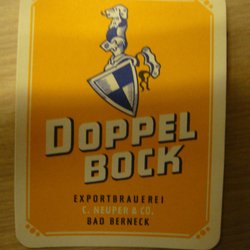 DOPPEL
BOCK
EXPORTBRAUEREI
C. NEUPER & CO.
BAD BERNECK